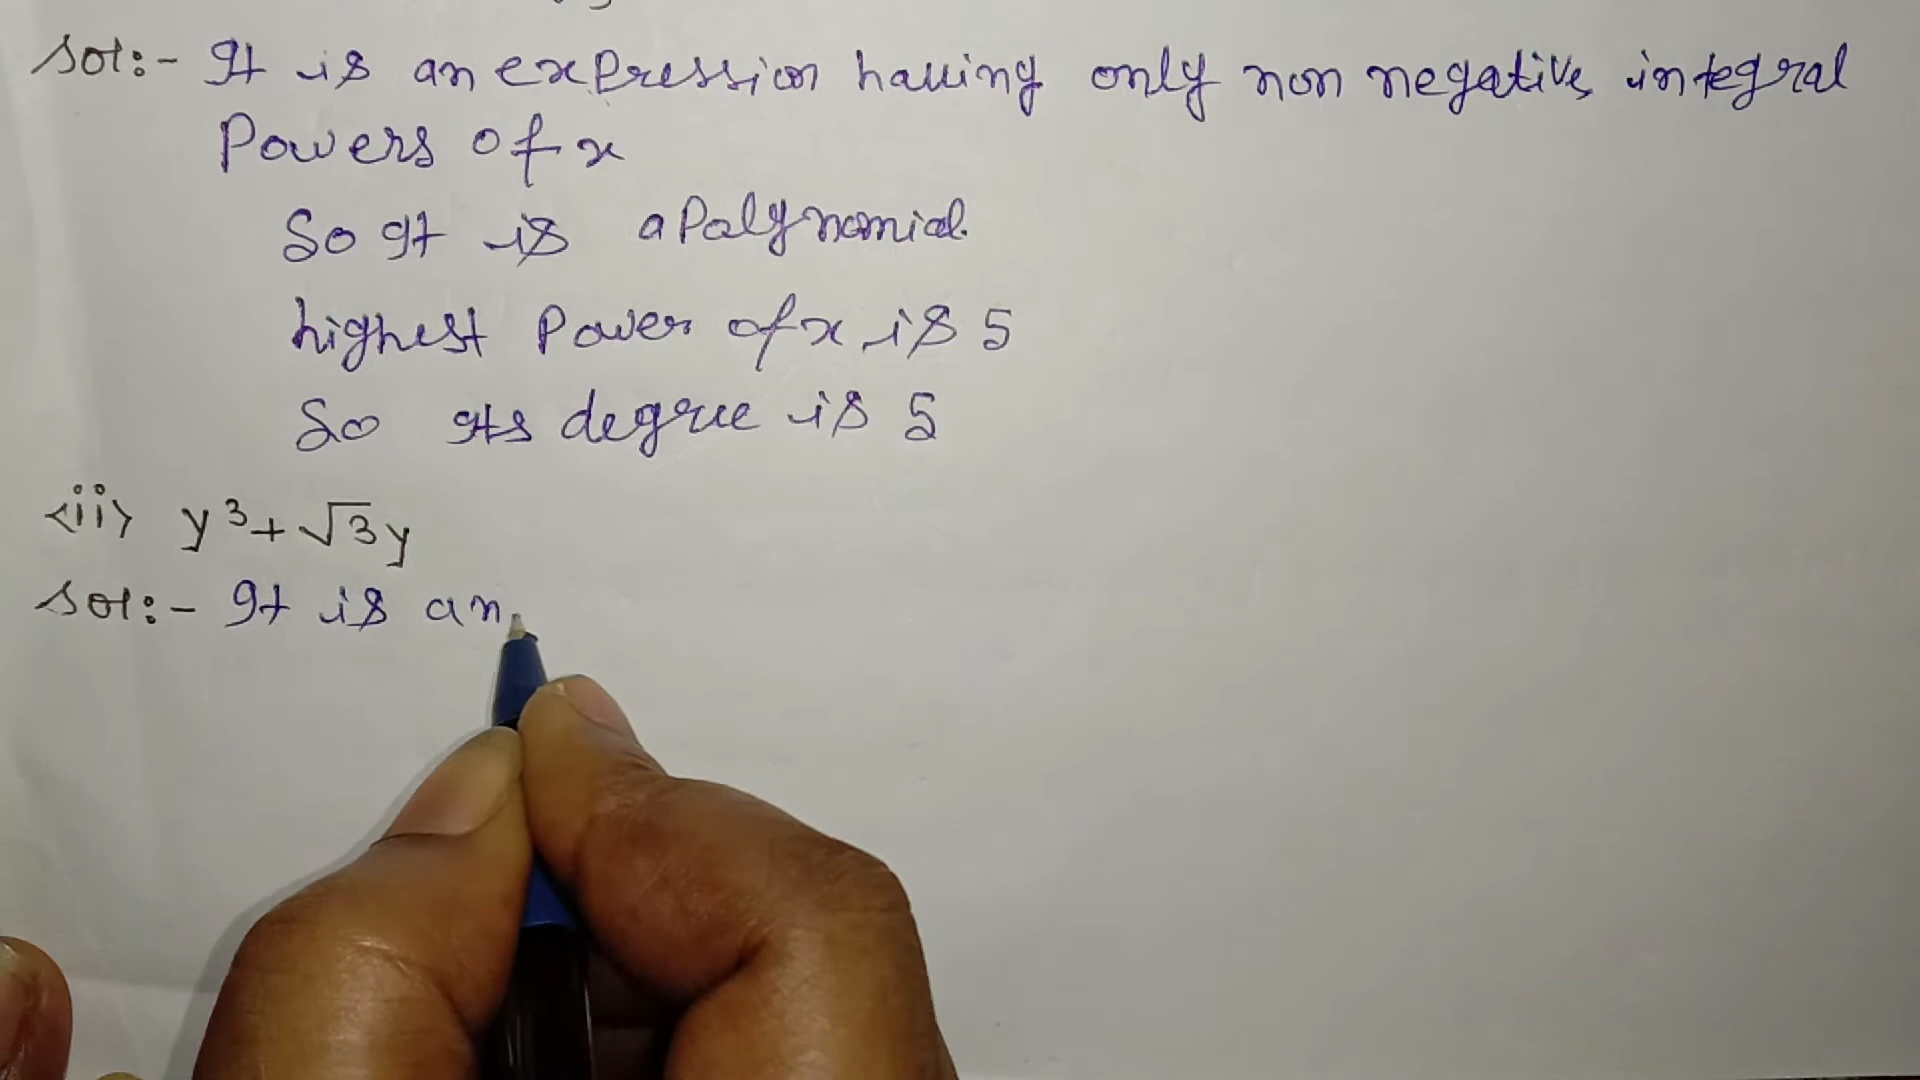 Sol:- It is an expression having only non negative integral
Powers of x
So It is a Polynomial.
highest Power of x is 5
So Its degree is 5
<ii> y³+√3y
Sol:- It is an